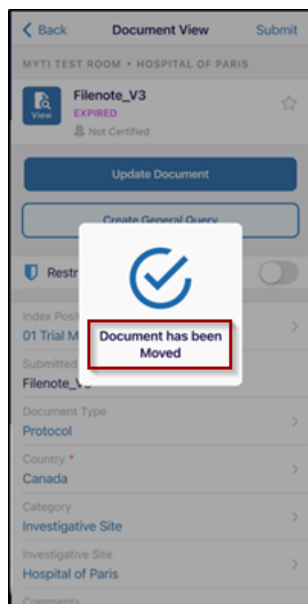 Back Document View Submit
MYTI TEST ROOM • HOSPITAL OF PARIS
Filenote_V3
EXPIRED
View
Not Certified
Update Document
Create General Query
Restr
Index Posit
01 Trial M
Document has been
Moved
Submitted
Filenote_V3
Document Type
Protocol
Country *
Canada
Category
Investigative Site
Investigative Site
Hospital of Paris
Comments